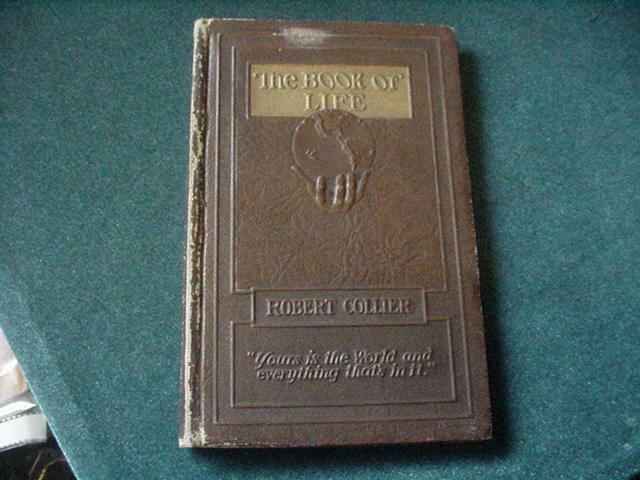 The BOOK OF
LIFE
ROBERT COLLIER
"Yours is the World and
everything that's in it."